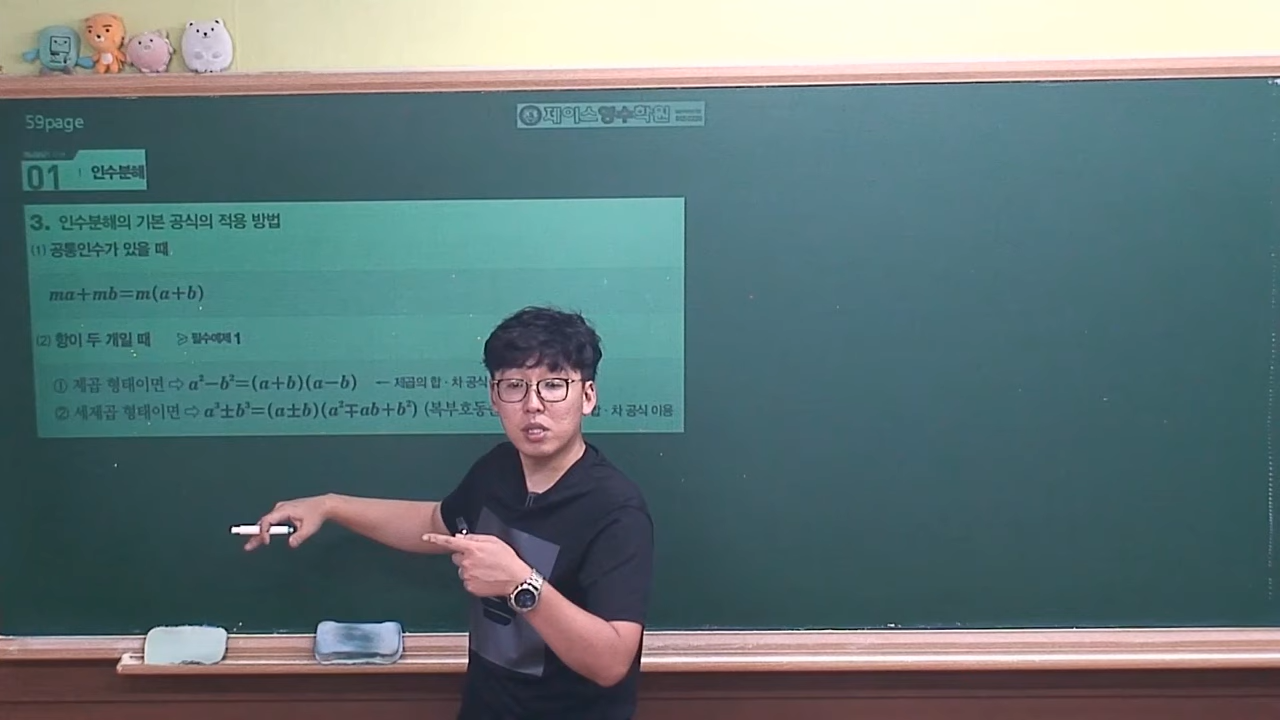 59page
제이스영수학원
01 인수분해
3. 인수분해의 기본 공식의 적용 방법
(1) 공통인수가 있을 때
ma+mb=m(a+b)
(2) 항이 두 개일 때 ▷ 필수예제 1
① 제곱 형태이면 ⇨ a²−b²=(a+b)(a−b) ← 제곱의 합·차 공식
② 세제곱 형태이면 ⇨ a³±b³=(a±b)(a²∓ab+b²) (복부호동 합·차 공식 이용